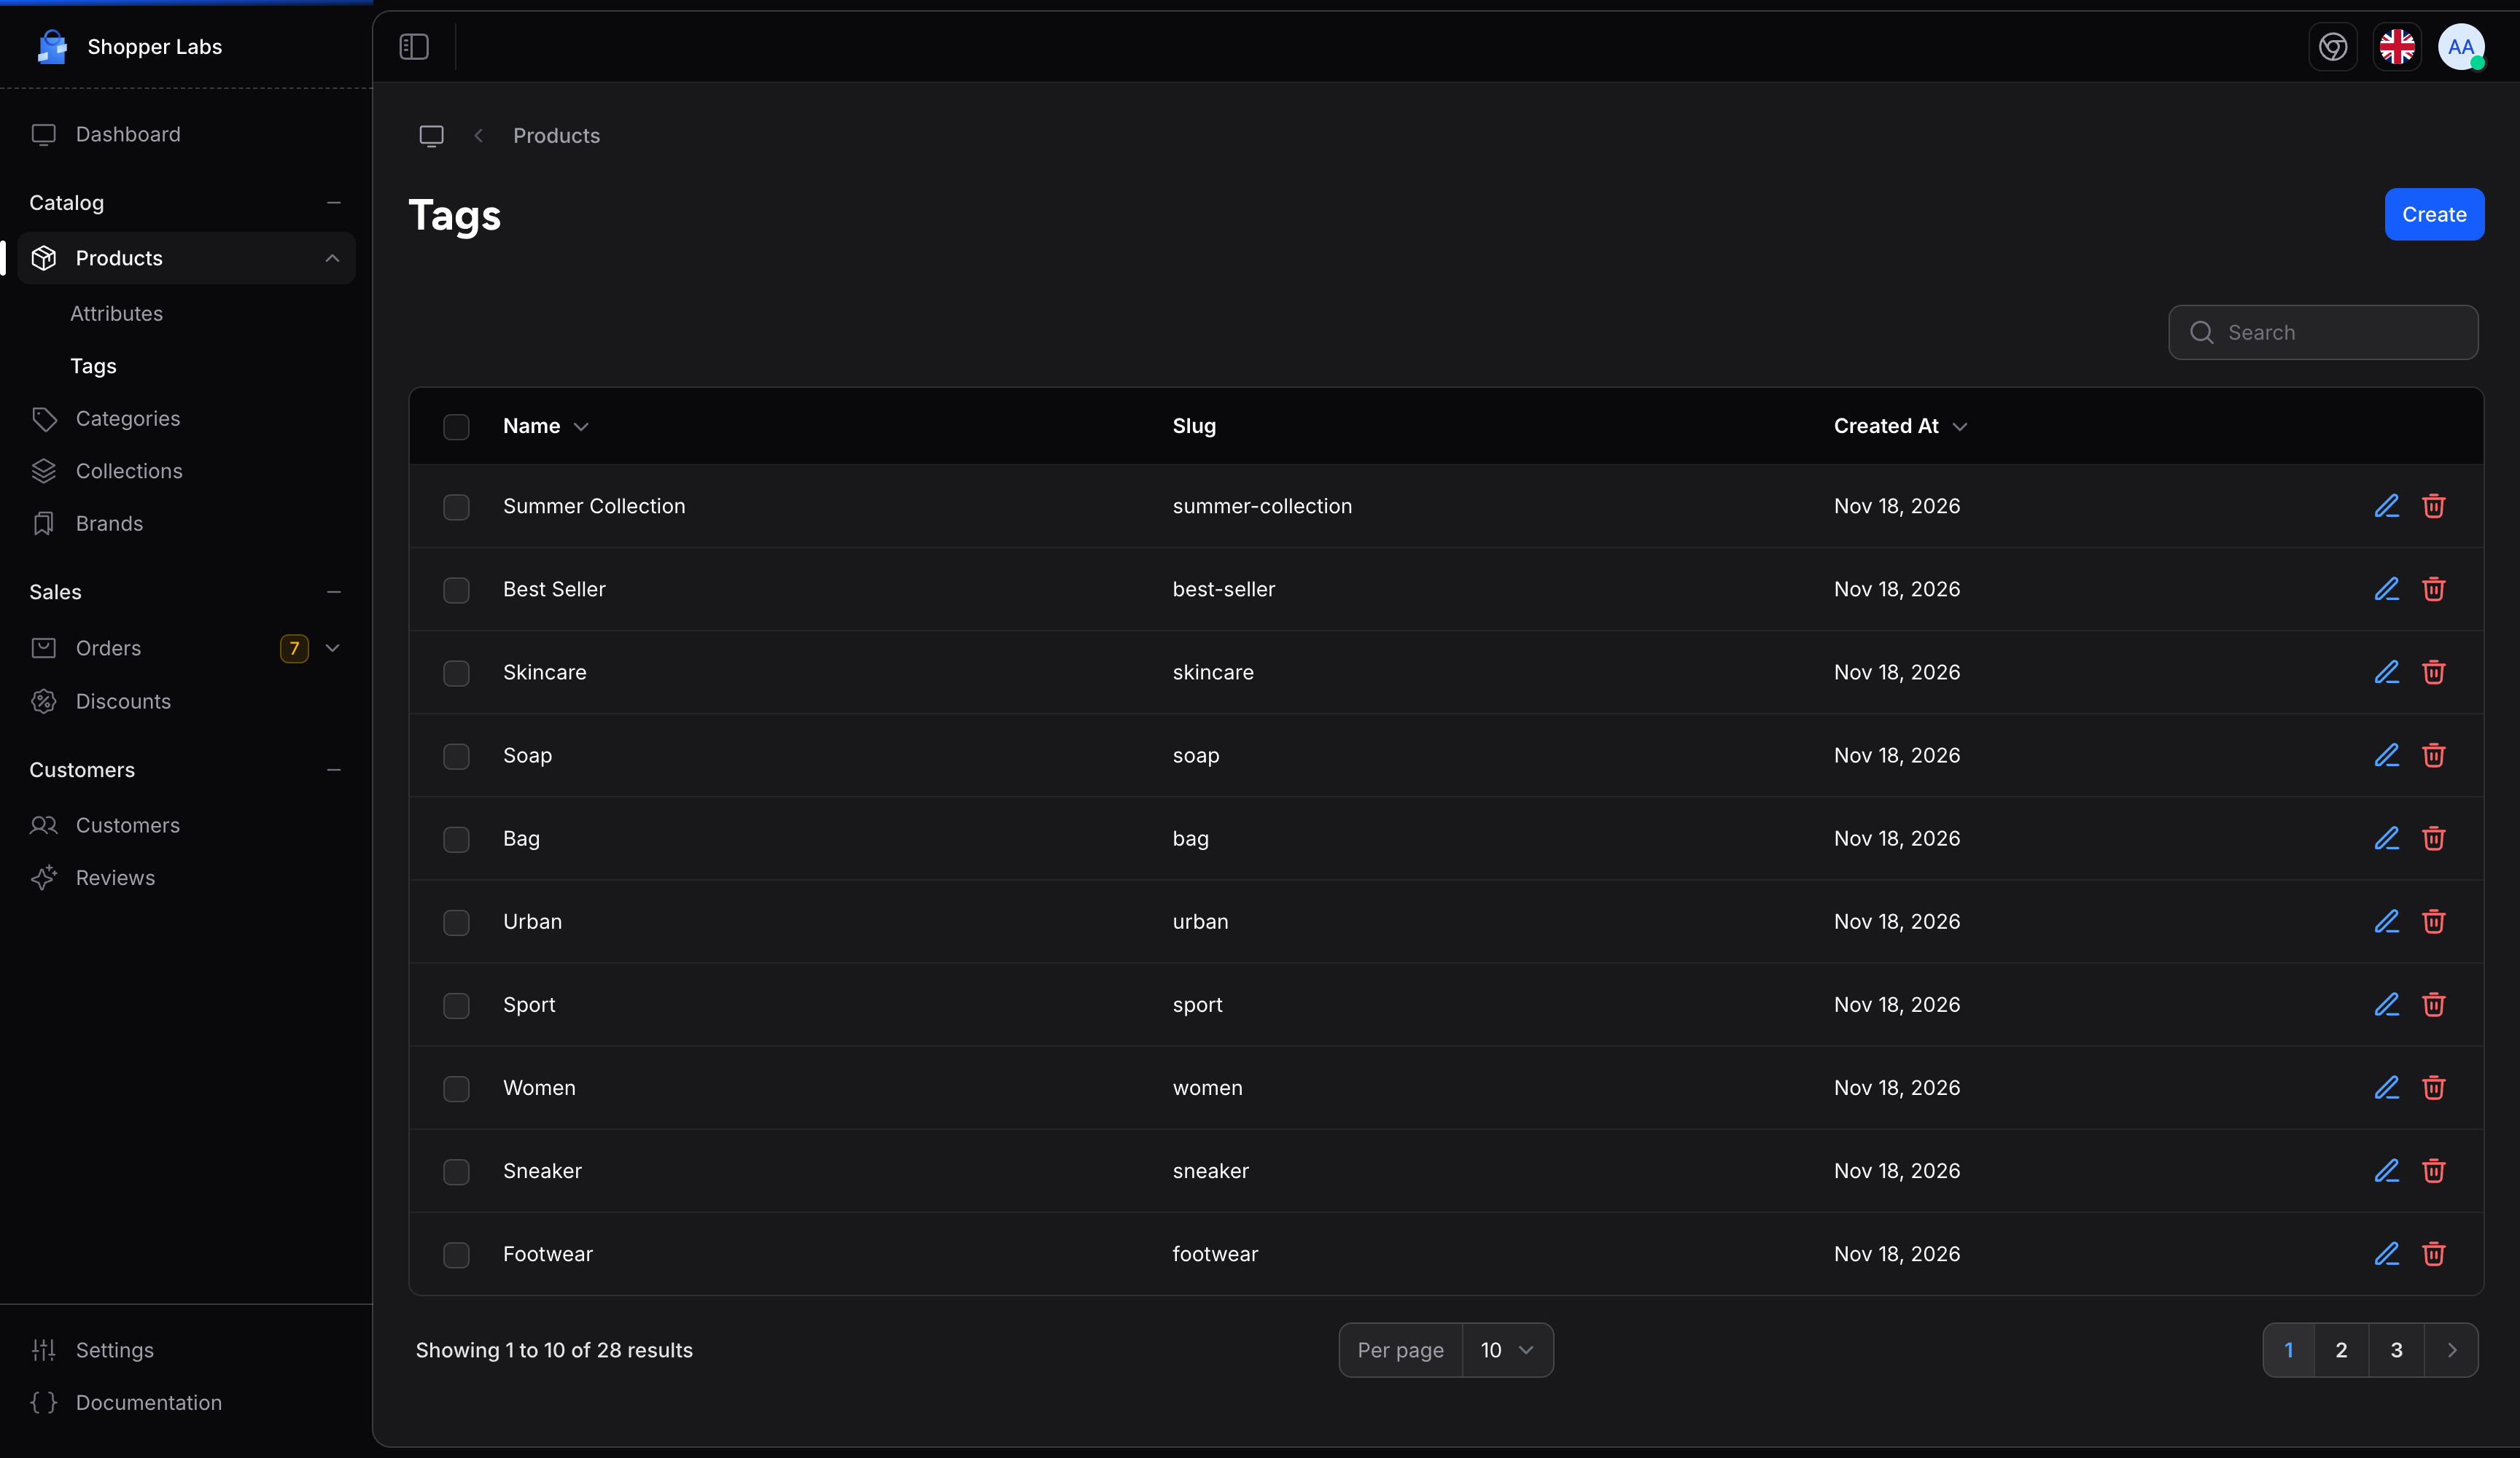 Shopper Labs
AA
Dashboard
Catalog
Products
Attributes
Tags
Categories
Collections
Brands
Sales
Orders 7
Discounts
Customers
Customers
Reviews
Settings
Documentation
Products
Tags
Create
Search
Name Slug Created At
Summer Collection summer-collection Nov 18, 2026
Best Seller best-seller Nov 18, 2026
Skincare skincare Nov 18, 2026
Soap soap Nov 18, 2026
Bag bag Nov 18, 2026
Urban urban Nov 18, 2026
Sport sport Nov 18, 2026
Women women Nov 18, 2026
Sneaker sneaker Nov 18, 2026
Footwear footwear Nov 18, 2026
Showing 1 to 10 of 28 results
Per page 10
1 2 3